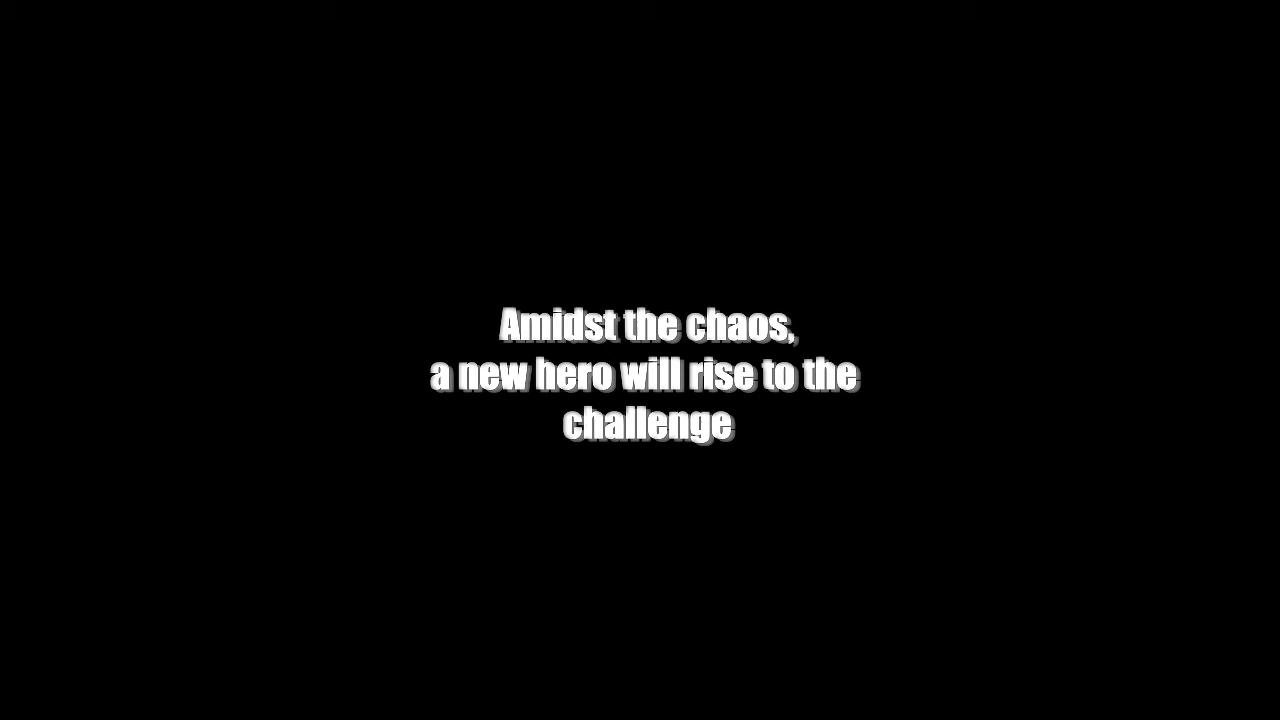 Amidst the chaos,
a new hero will rise to the
challenge